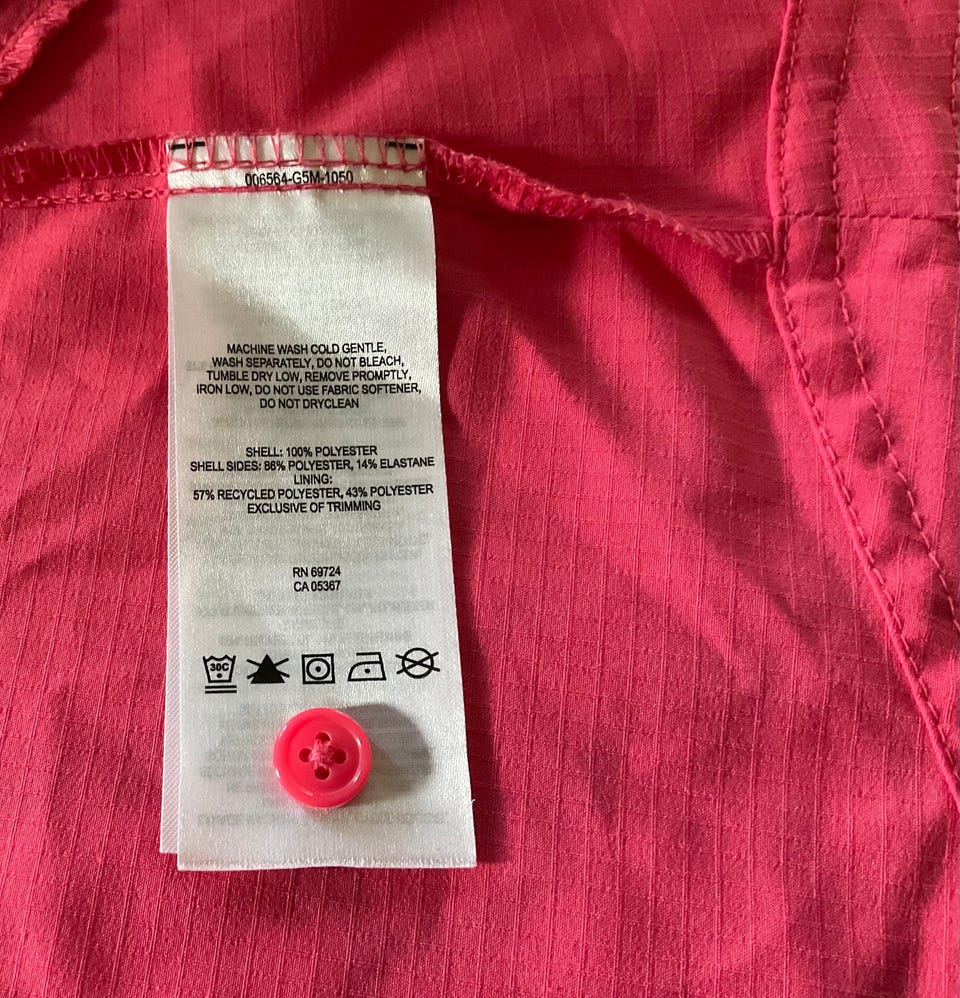 006564-G5M-1050
MACHINE WASH COLD GENTLE,
WASH SEPARATELY, DO NOT BLEACH,
TUMBLE DRY LOW, REMOVE PROMPTLY,
IRON LOW, DO NOT USE FABRIC SOFTENER,
DO NOT DRYCLEAN
SHELL: 100% POLYESTER
SHELL SIDES: 86% POLYESTER, 14% ELASTANE
LINING:
57% RECYCLED POLYESTER, 43% POLYESTER
EXCLUSIVE OF TRIMMING
RN 69724
CA 05367
30C